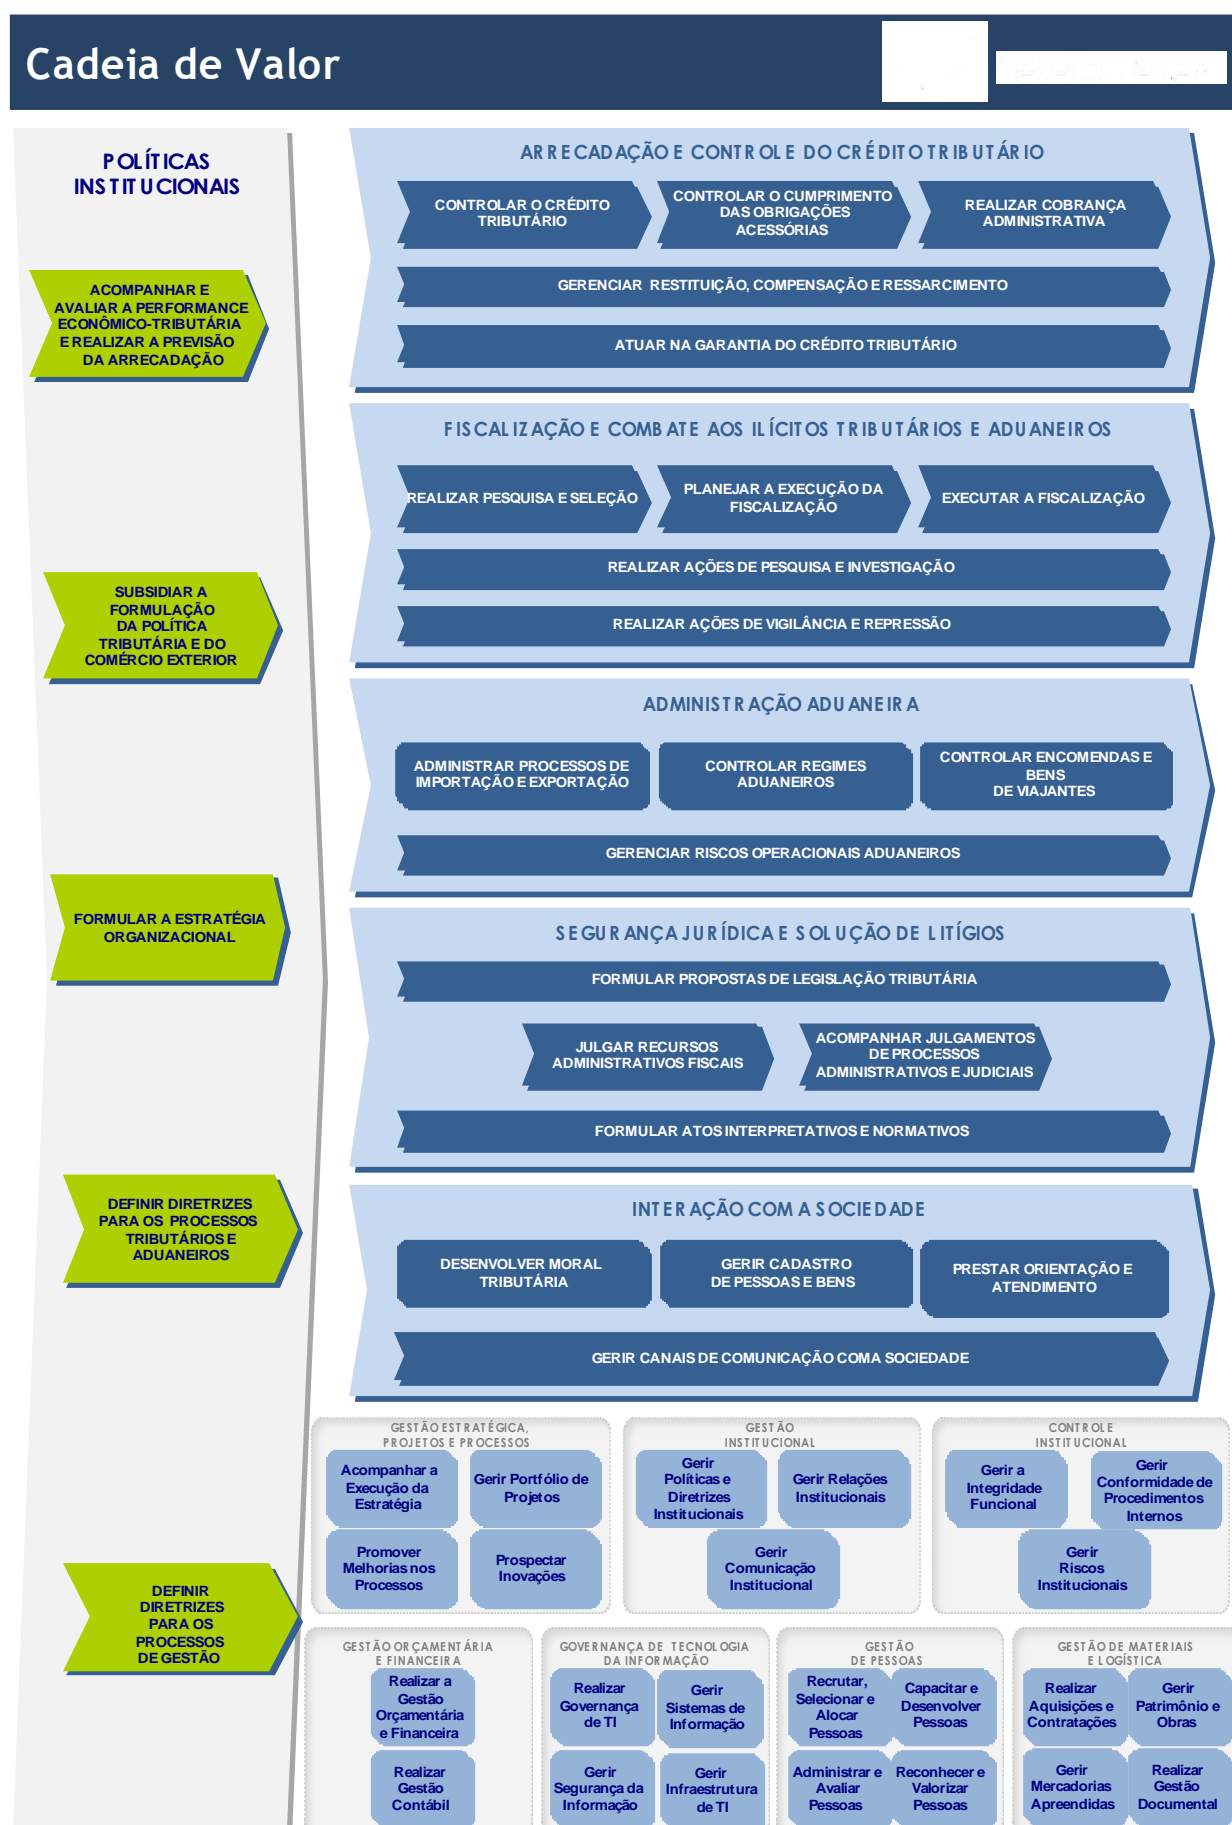 Cadeia de Valor
POLÍTICAS
INSTITUCIONAIS
ACOMPANHAR E
AVALIAR A PERFORMANCE
ECONÔMICO-TRIBUTÁRIA
E REALIZAR A PREVISÃO
DA ARRECADAÇÃO
SUBSIDIAR A
FORMULAÇÃO
DA POLÍTICA
TRIBUTÁRIA E DO
COMÉRCIO EXTERIOR
FORMULAR A ESTRATÉGIA
ORGANIZACIONAL
DEFINIR DIRETRIZES
PARA OS PROCESSOS
TRIBUTÁRIOS E
ADUANEIROS
DEFINIR
DIRETRIZES
PARA OS
PROCESSOS
DE GESTÃO
ARRECADAÇÃO E CONTROLE DO CRÉDITO TRIBUTÁRIO
CONTROLAR O CRÉDITO
TRIBUTÁRIO
CONTROLAR O CUMPRIMENTO
DAS OBRIGAÇÕES
ACESSÓRIAS
REALIZAR COBRANÇA
ADMINISTRATIVA
GERENCIAR RESTITUIÇÃO, COMPENSAÇÃO E RESSARCIMENTO
ATUAR NA GARANTIA DO CRÉDITO TRIBUTÁRIO
FISCALIZAÇÃO E COMBATE AOS ILÍCITOS TRIBUTÁRIOS E ADUANEIROS
REALIZAR PESQUISA E SELEÇÃO
PLANEJAR A EXECUÇÃO DA
FISCALIZAÇÃO
EXECUTAR A FISCALIZAÇÃO
REALIZAR AÇÕES DE PESQUISA E INVESTIGAÇÃO
REALIZAR AÇÕES DE VIGILÂNCIA E REPRESSÃO
ADMINISTRAÇÃO ADUANEIRA
ADMINISTRAR PROCESSOS DE
IMPORTAÇÃO E EXPORTAÇÃO
CONTROLAR REGIMES
ADUANEIROS
CONTROLAR ENCOMENDAS E
BENS
DE VIAJANTES
GERENCIAR RISCOS OPERACIONAIS ADUANEIROS
SEGURANÇA JURÍDICA E SOLUÇÃO DE LITÍGIOS
FORMULAR PROPOSTAS DE LEGISLAÇÃO TRIBUTÁRIA
JULGAR RECURSOS
ADMINISTRATIVOS FISCAIS
ACOMPANHAR JULGAMENTOS
DE PROCESSOS
ADMINISTRATIVOS E JUDICIAIS
FORMULAR ATOS INTERPRETATIVOS E NORMATIVOS
INTERAÇÃO COM A SOCIEDADE
DESENVOLVER MORAL
TRIBUTÁRIA
GERIR CADASTRO
DE PESSOAS E BENS
PRESTAR ORIENTAÇÃO E
ATENDIMENTO
GERIR CANAIS DE COMUNICAÇÃO COMA SOCIEDADE
GESTÃO ESTRATÉGICA,
PROJETOS E PROCESSOS
Acompanhar a
Execução da
Estratégia
Gerir Portfólio de
Projetos
Promover
Melhorias nos
Processos
Prospectar
Inovações
GESTÃO
INSTITUCIONAL
Gerir
Políticas e
Diretrizes
Institucionais
Gerir Relações
Institucionais
Gerir
Comunicação
Institucional
CONTROLE
INSTITUCIONAL
Gerir a
Integridade
Funcional
Gerir
Conformidade de
Procedimentos
Internos
Gerir
Riscos
Institucionais
GESTÃO ORÇAMENTÁRIA
E FINANCEIRA
Realizar a
Gestão
Orçamentária
e Financeira
Realizar
Gestão
Contábil
GOVERNANÇA DE TECNOLOGIA
DA INFORMAÇÃO
Realizar
Governança
de TI
Gerir
Sistemas de
Informação
Gerir
Segurança da
Informação
Gerir
Infraestrutura
de TI
GESTÃO
DE PESSOAS
Recrutar,
Selecionar e
Alocar
Pessoas
Capacitar e
Desenvolver
Pessoas
Administrar e
Avaliar
Pessoas
Reconhecer e
Valorizar
Pessoas
GESTÃO DE MATERIAIS
E LOGÍSTICA
Realizar
Aquisições e
Contratações
Gerir
Patrimônio e
Obras
Gerir
Mercadorias
Apreendidas
Realizar
Gestão
Documental